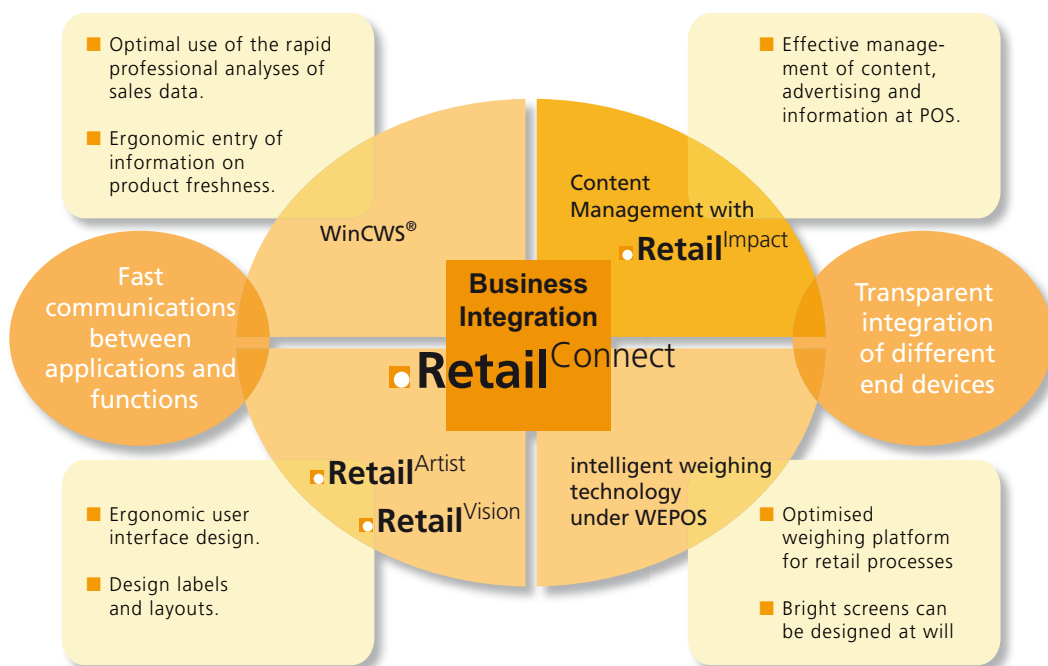 Optimal use of the rapid
professional analyses of
sales data.
Ergonomic entry of
information on
product freshness.
Effective manage-
ment of content,
advertising and
information at POS.
WinCWS®
Content
Management with
RetailImpact
Fast
communications
between
applications and
functions
Business
Integration
RetailConnect
Transparent
integration
of different
end devices
RetailArtist
RetailVision
intelligent weighing
technology
under WEPOS
Ergonomic user
interface design.
Design labels
and layouts.
Optimised
weighing platform
for retail processes
Bright screens can
be designed at will